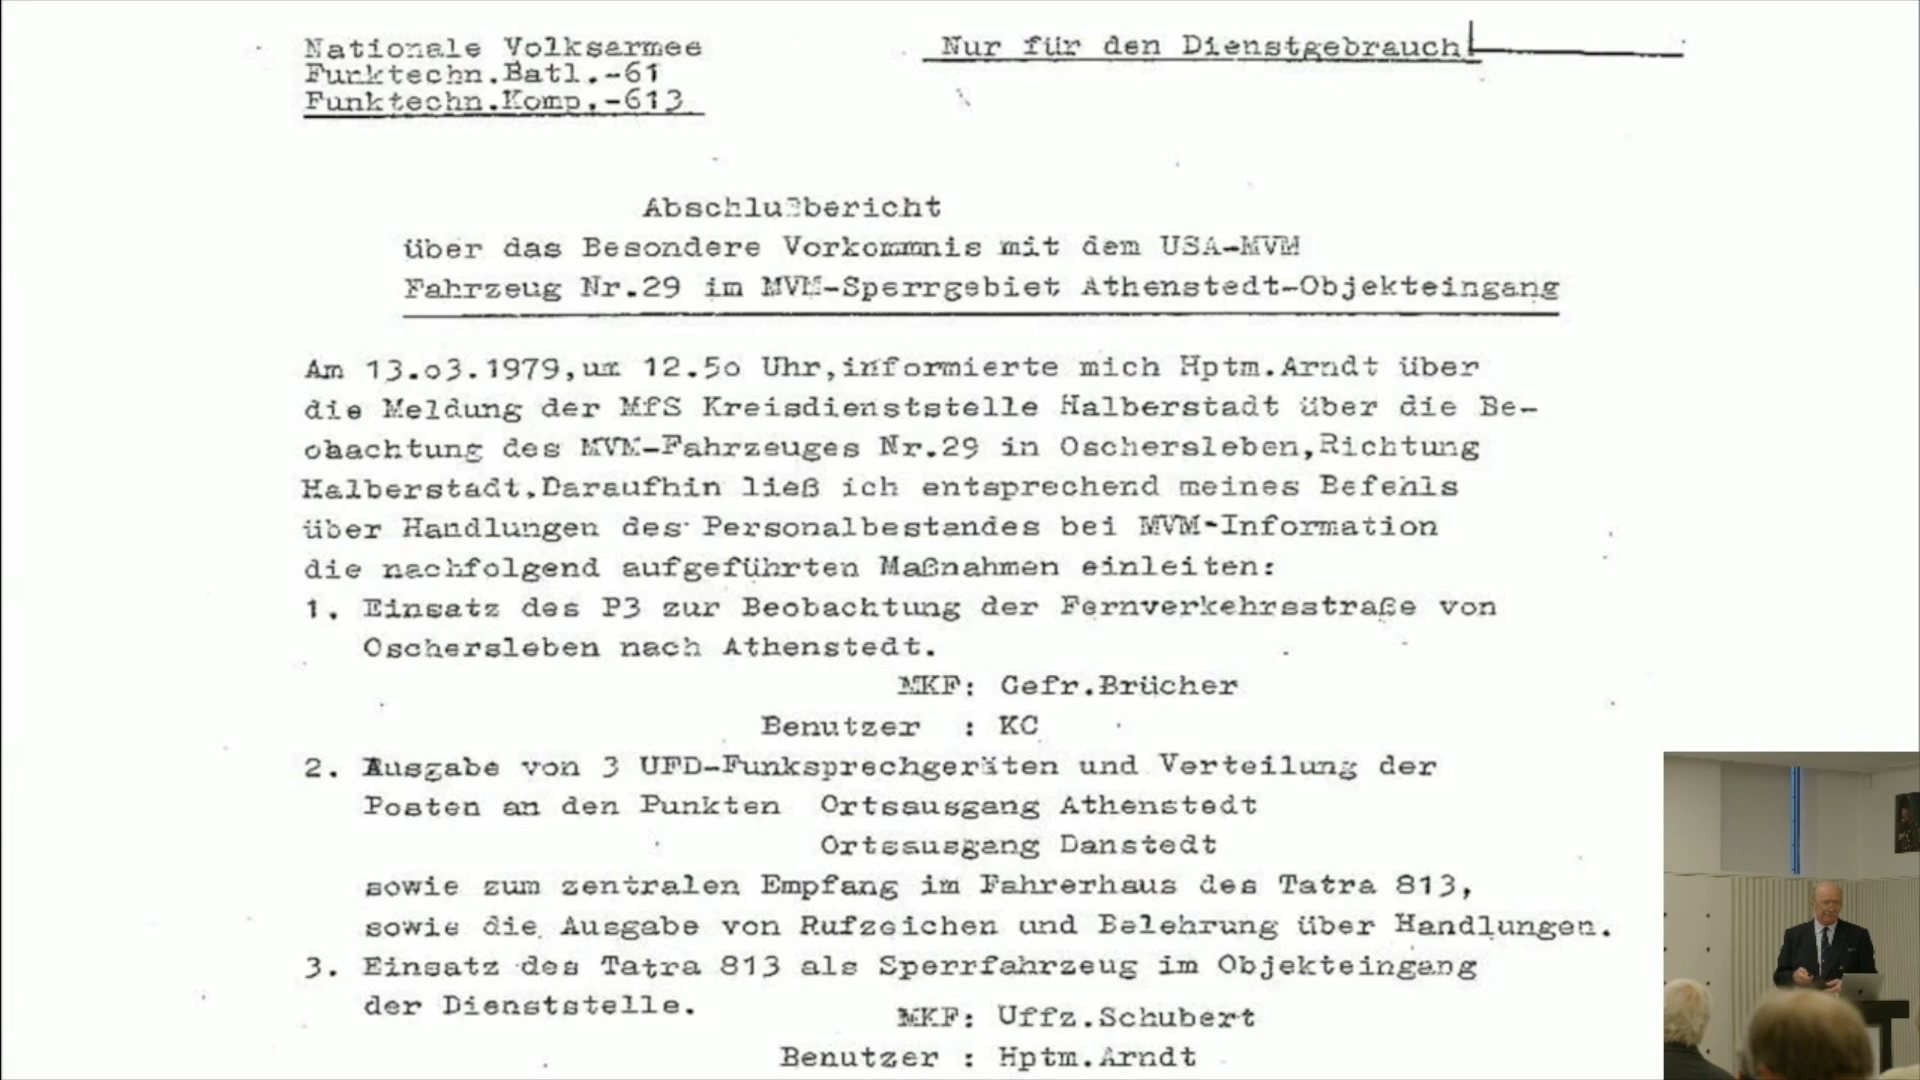 Nationale Volksarmee
Nur für den Dienstgebrauch
Funktechn.Batl.-61
Funktechn.Komp.-613
Abschlußbericht
über das Besondere Vorkommnis mit dem USA-MVM
Fahrzeug Nr.29 im MVM-Sperrgebiet Athenstedt-Objekteingang
Am 13.o3.1979,um 12.5o Uhr,informierte mich Hptm.Arndt über
die Meldung der MfS Kreisdienststelle Halberstadt über die Be-
obachtung des MVM-Fahrzeuges Nr.29 in Oschersleben,Richtung
Halberstadt.Daraufhin ließ ich entsprechend meines Befehls
über Handlungen des Personalbestandes bei MVM-Information
die nachfolgend aufgeführten Maßnahmen einleiten:
1. Einsatz des P3 zur Beobachtung der Fernverkehrsstraße von
Oschersleben nach Athenstedt.
MKF: Gefr.Brücher
Benutzer : KC
2. Ausgabe von 3 UFD-Funksprechgeräten und Verteilung der
Posten an den Punkten Ortsausgang Athenstedt
Ortsausgang Danstedt
sowie zum zentralen Empfang im Fahrerhaus des Tatra 813,
sowie die Ausgabe von Rufzeichen und Belehrung über Handlungen.
3. Einsatz des Tatra 813 als Sperrfahrzeug im Objekteingang
der Dienststelle.
MKF: Uffz.Schubert
Benutzer : Hptm.Arndt